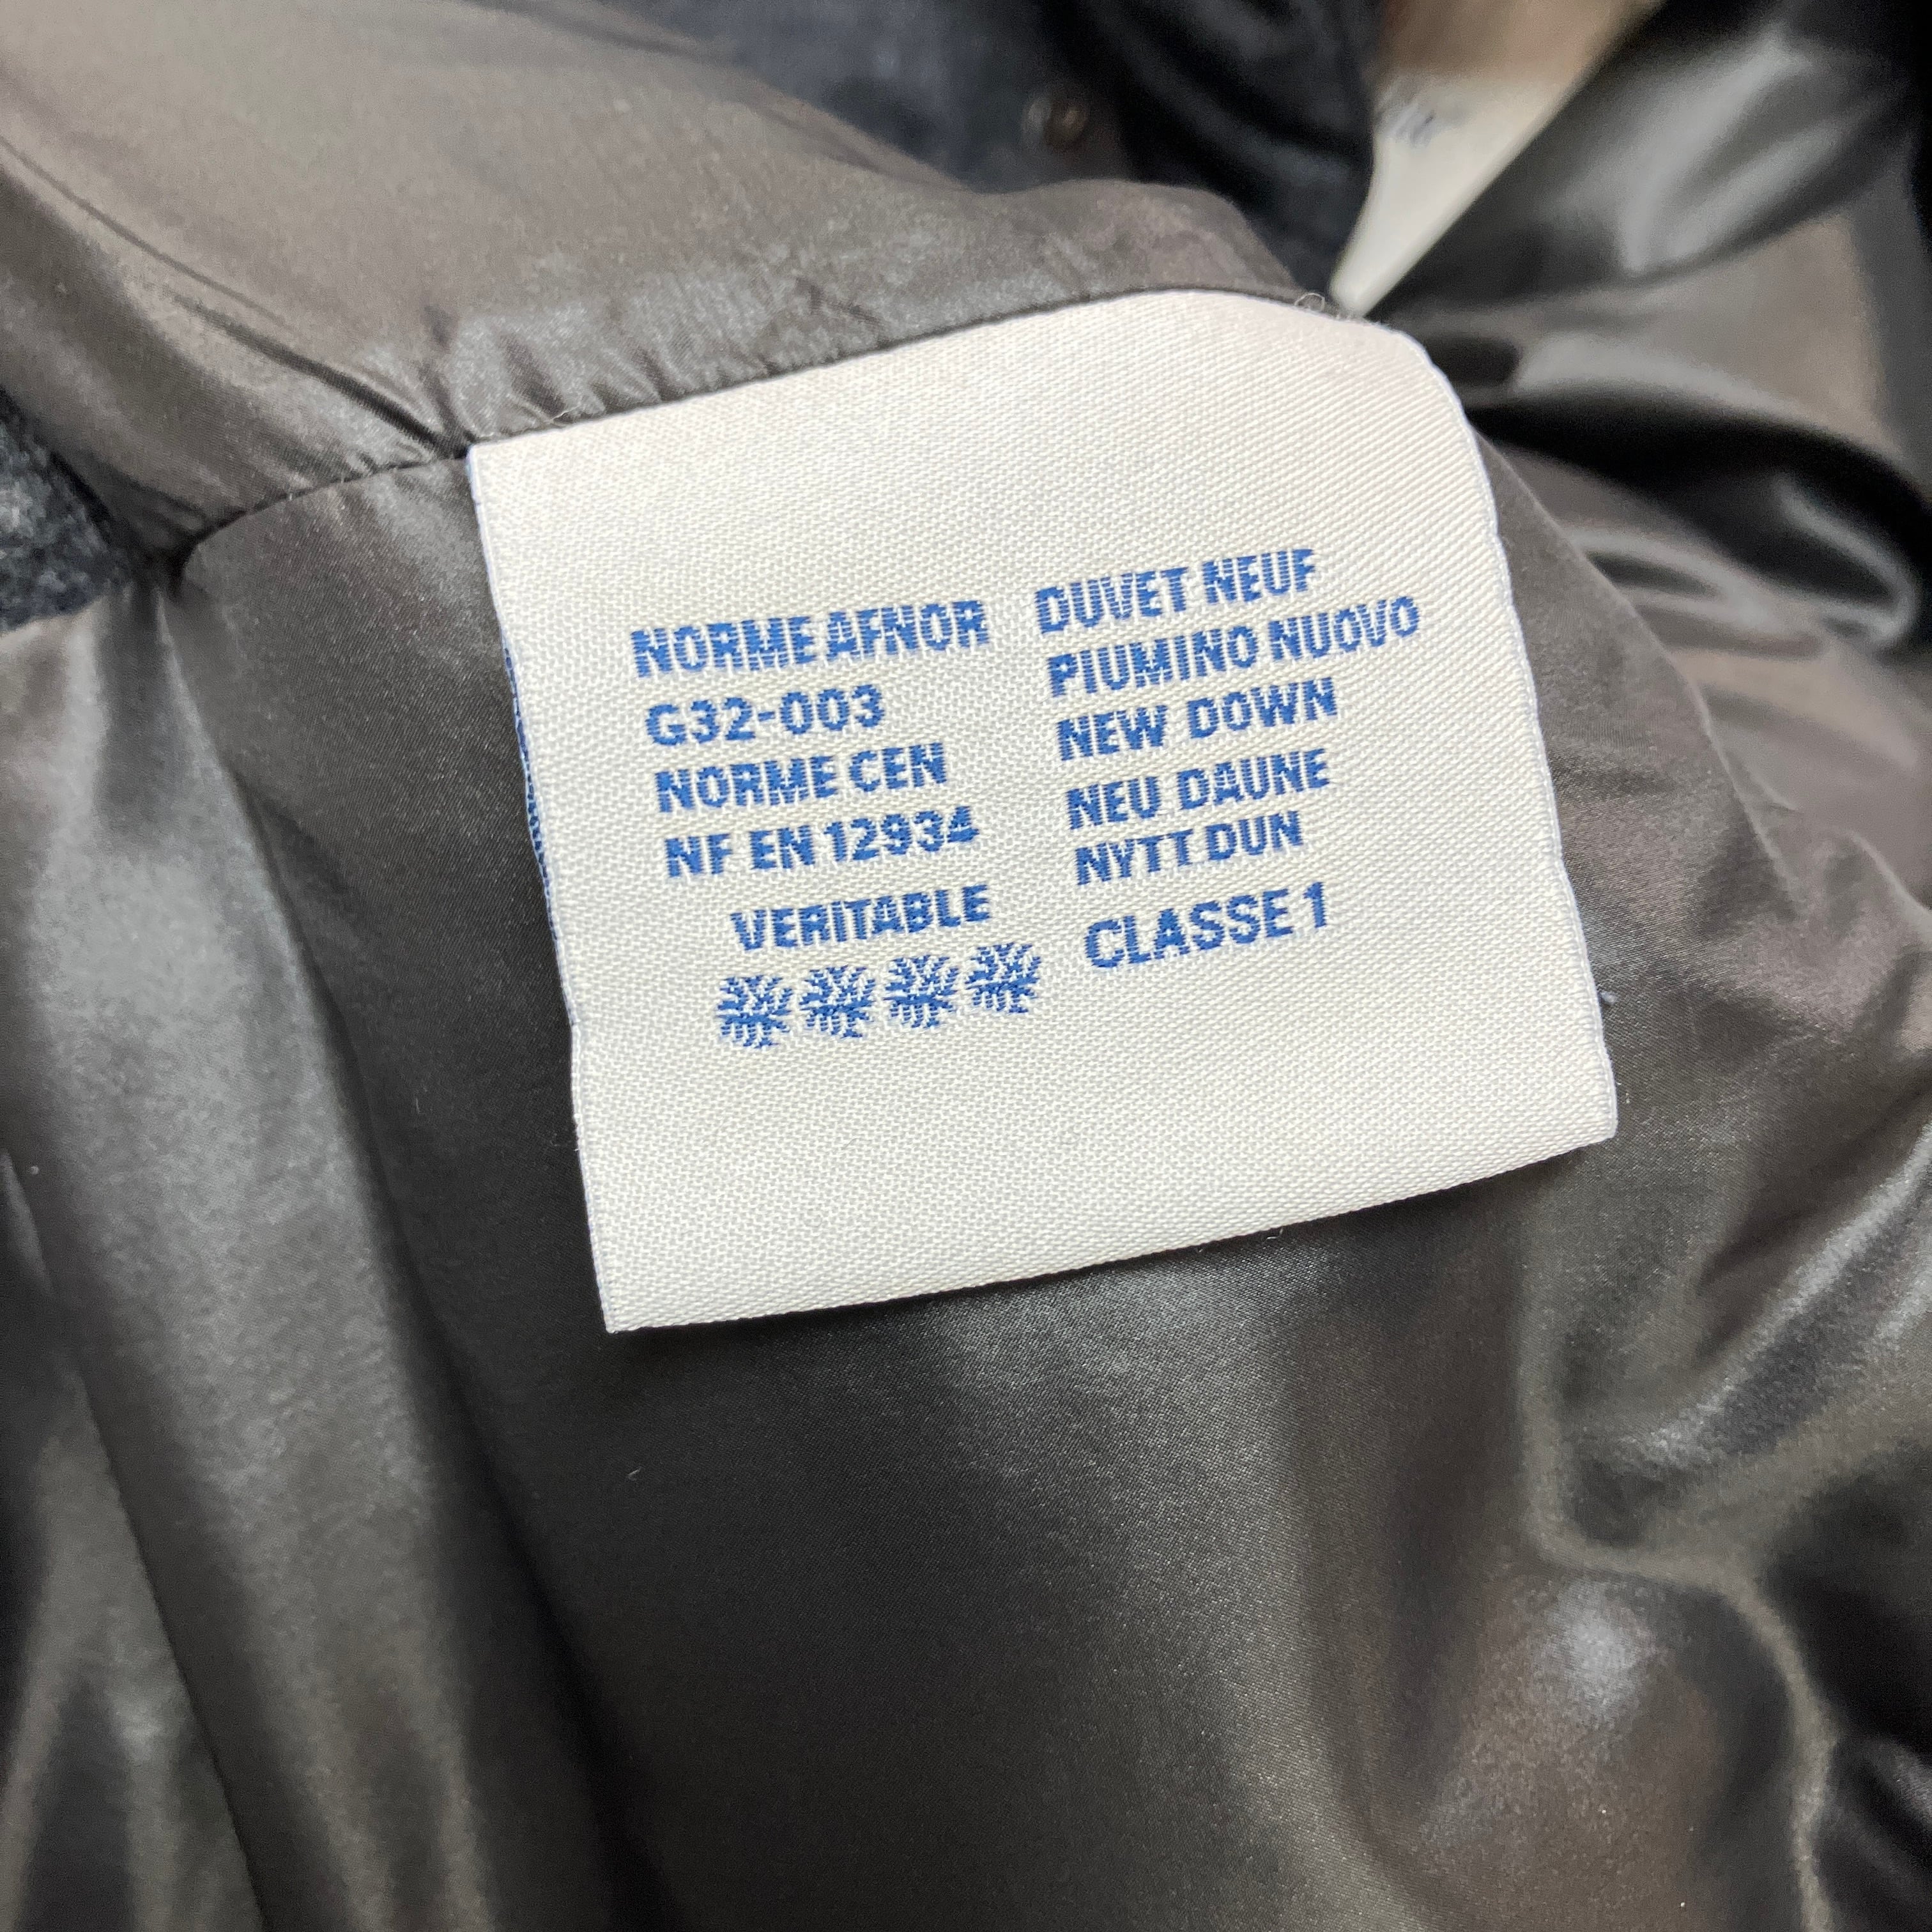 NORME AFNOR
G32-003
NORME CEN
NF EN 12934
VERITABLE
DUVET NEUF
PIUMINO NUOVO
NEW DOWN
NEU DAUNE
NYTT DUN
CLASSE 1